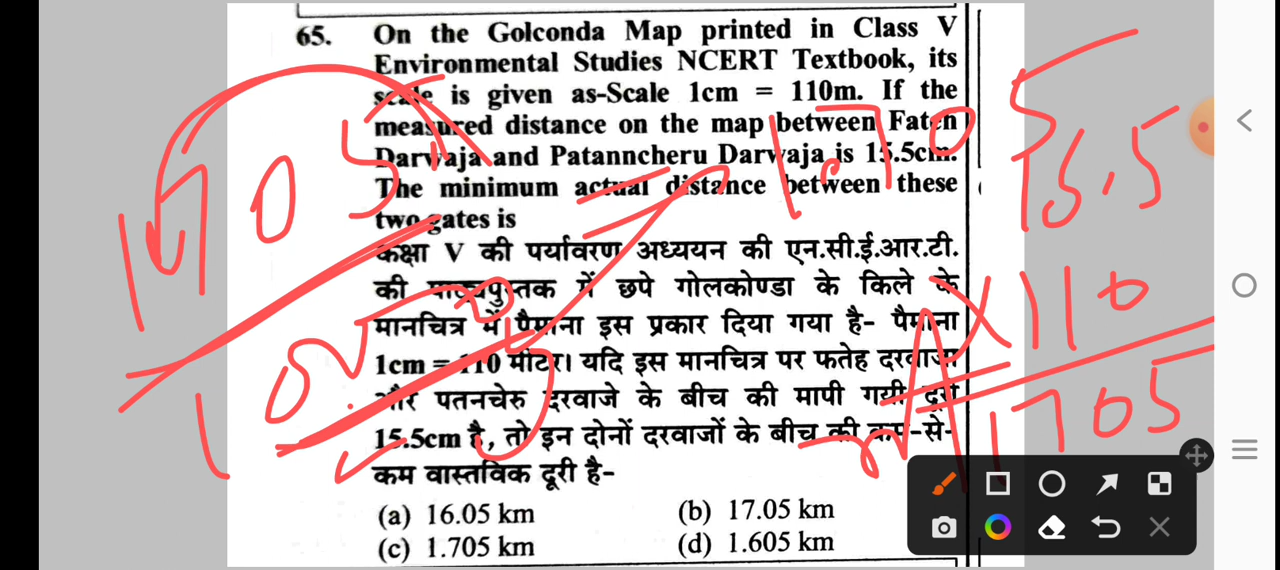 65. On the Golconda Map printed in Class V
Environmental Studies NCERT Textbook, its
scale is given as-Scale 1cm = 110m. If the
measured distance on the map between Fateh
Darwaja and Patanncheru Darwaja is 15.5cm.
The minimum actual distance between these
two gates is
कक्षा V की पर्यावरण अध्ययन की एन.सी.ई.आर.टी.
की पाठ्यपुस्तक में छपे गोलकोण्डा के किले के
मानचित्र में पैमाना इस प्रकार दिया गया है- पैमाना
1cm = 110 मीटर। यदि इस मानचित्र पर फतेह दरवाजा
और पतनचेरु दरवाजे के बीच की मापी गयी दूरी
15.5cm है, तो इन दोनों दरवाजों के बीच की कम-से-
कम वास्तविक दूरी है-
(a) 16.05 km (b) 17.05 km
(c) 1.705 km (d) 1.605 km
15.5
×110
1705
1705
1000
= 1.705